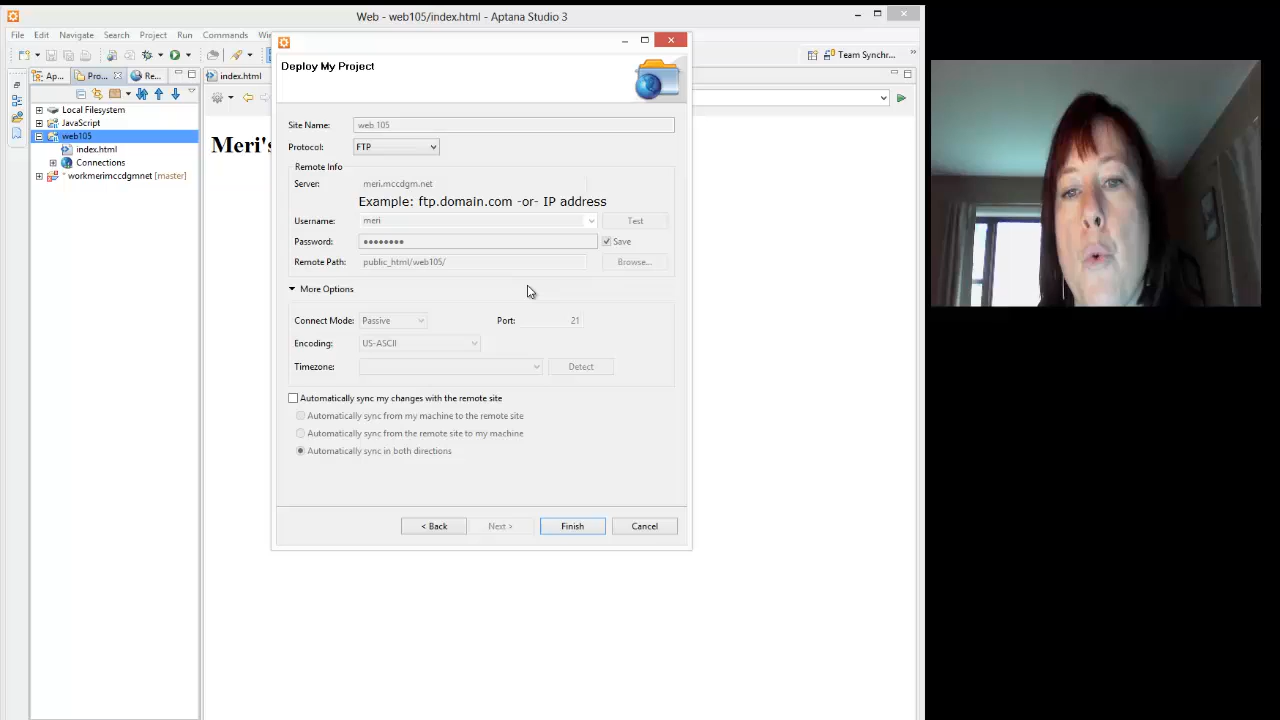 Web - web105/index.html - Aptana Studio 3
File Edit Navigate Search Project Run Commands
Team Synchr...
Ap... Pro... Re... index.html
Local Filesystem
JavaScript
web105
index.html
Connections
* workmerimccdgmnet [master]
Meri's
Deploy My Project
Site Name: web 105
Protocol: FTP
Remote Info
Server: meri.mccdgm.net
Example: ftp.domain.com -or- IP address
Username: meri Test
Password: ●●●●●●●● Save
Remote Path: public_html/web105/ Browse...
More Options
Connect Mode: Passive Port: 21
Encoding: US-ASCII
Timezone: Detect
Automatically sync my changes with the remote site
Automatically sync from my machine to the remote site
Automatically sync from the remote site to my machine
Automatically sync in both directions
< Back Next > Finish Cancel